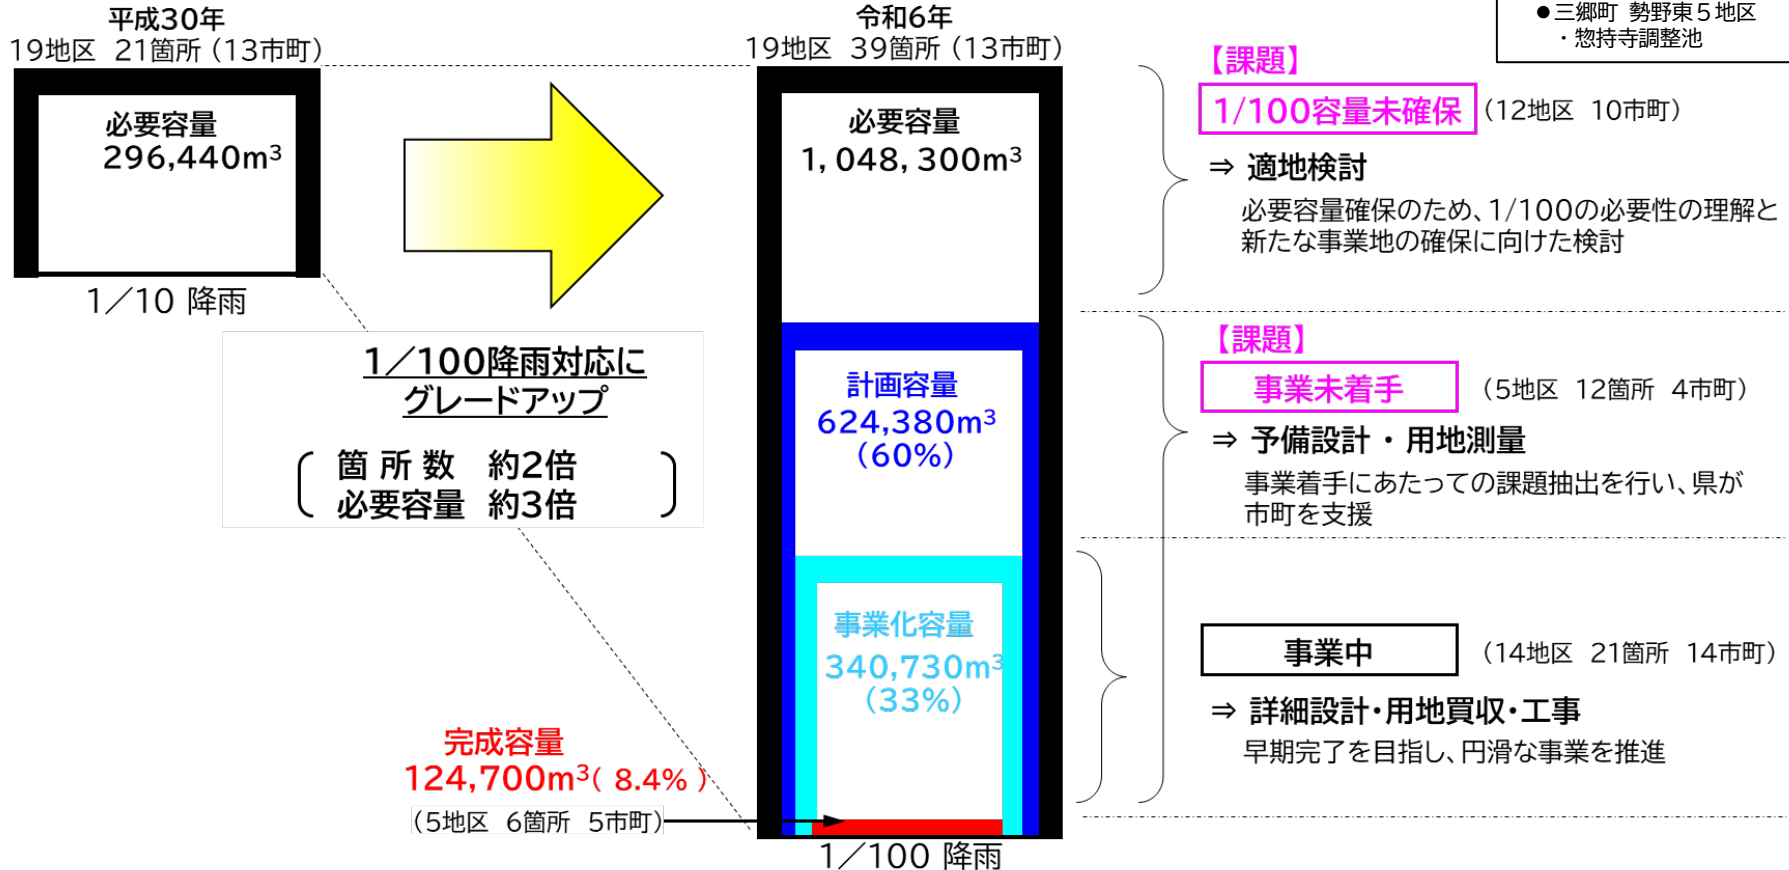 平成30年
19地区 21箇所（13市町）
必要容量
296,440m³
1／10 降雨
1／100降雨対応に
グレードアップ
箇 所 数 約2倍
必要容量 約3倍
完成容量
124,700m³( 8.4% )
（5地区 6箇所 5市町）
令和6年
19地区 39箇所（13市町）
必要容量
1,048,300m³
計画容量
624,380m³
（60%）
事業化容量
340,730m³
（33%）
1／100 降雨
●三郷町 勢野東５地区
・惣持寺調整池
【課題】
1/100容量未確保 （12地区 10市町）
⇒ 適地検討
必要容量確保のため、1/100の必要性の理解と
新たな事業地の確保に向けた検討
【課題】
事業未着手 （5地区 12箇所 4市町）
⇒ 予備設計 ・ 用地測量
事業着手にあたっての課題抽出を行い、県が
市町を支援
事業中 （14地区 21箇所 14市町）
⇒ 詳細設計・用地買収・工事
早期完了を目指し、円滑な事業を推進